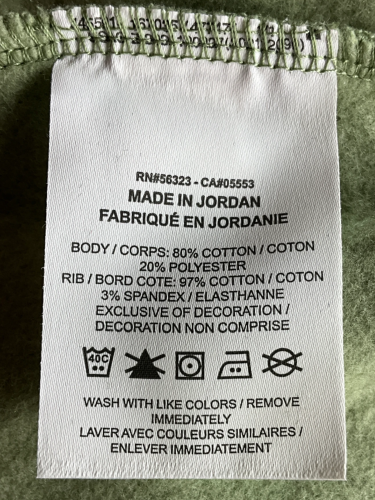 RN#56323 - CA#05553
MADE IN JORDAN
FABRIQUÉ EN JORDANIE
BODY / CORPS: 80% COTTON / COTON
20% POLYESTER
RIB / BORD COTE: 97% COTTON / COTON
3% SPANDEX / ELASTHANNE
EXCLUSIVE OF DECORATION /
DECORATION NON COMPRISE
40C
WASH WITH LIKE COLORS / REMOVE
IMMEDIATELY
LAVER AVEC COULEURS SIMILAIRES /
ENLEVER IMMEDIATEMENT